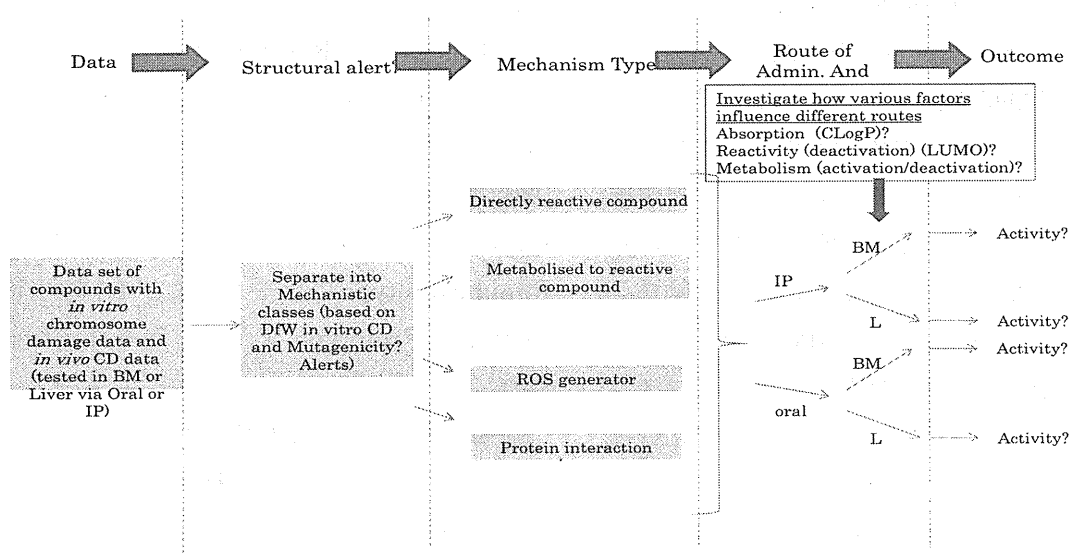 Data
Structural alert?
Mechanism Type
Route of
Admin. And
Outcome
Investigate how various factors
influence different routes
Absorption (CLogP)?
Reactivity (deactivation) (LUMO)?
Metabolism (activation/deactivation)?
Data set of
compounds with
in vitro
chromosome
damage data and
in vivo CD data
(tested in BM or
Liver via Oral or
IP)
Separate into
Mechanistic
classes (based on
DfW in vitro CD
and Mutagenicity?
Alerts)
Directly reactive compound
Metabolised to reactive
compound
ROS generator
Protein interaction
IP
BM
L
oral
BM
L
Activity?
Activity?
Activity?
Activity?